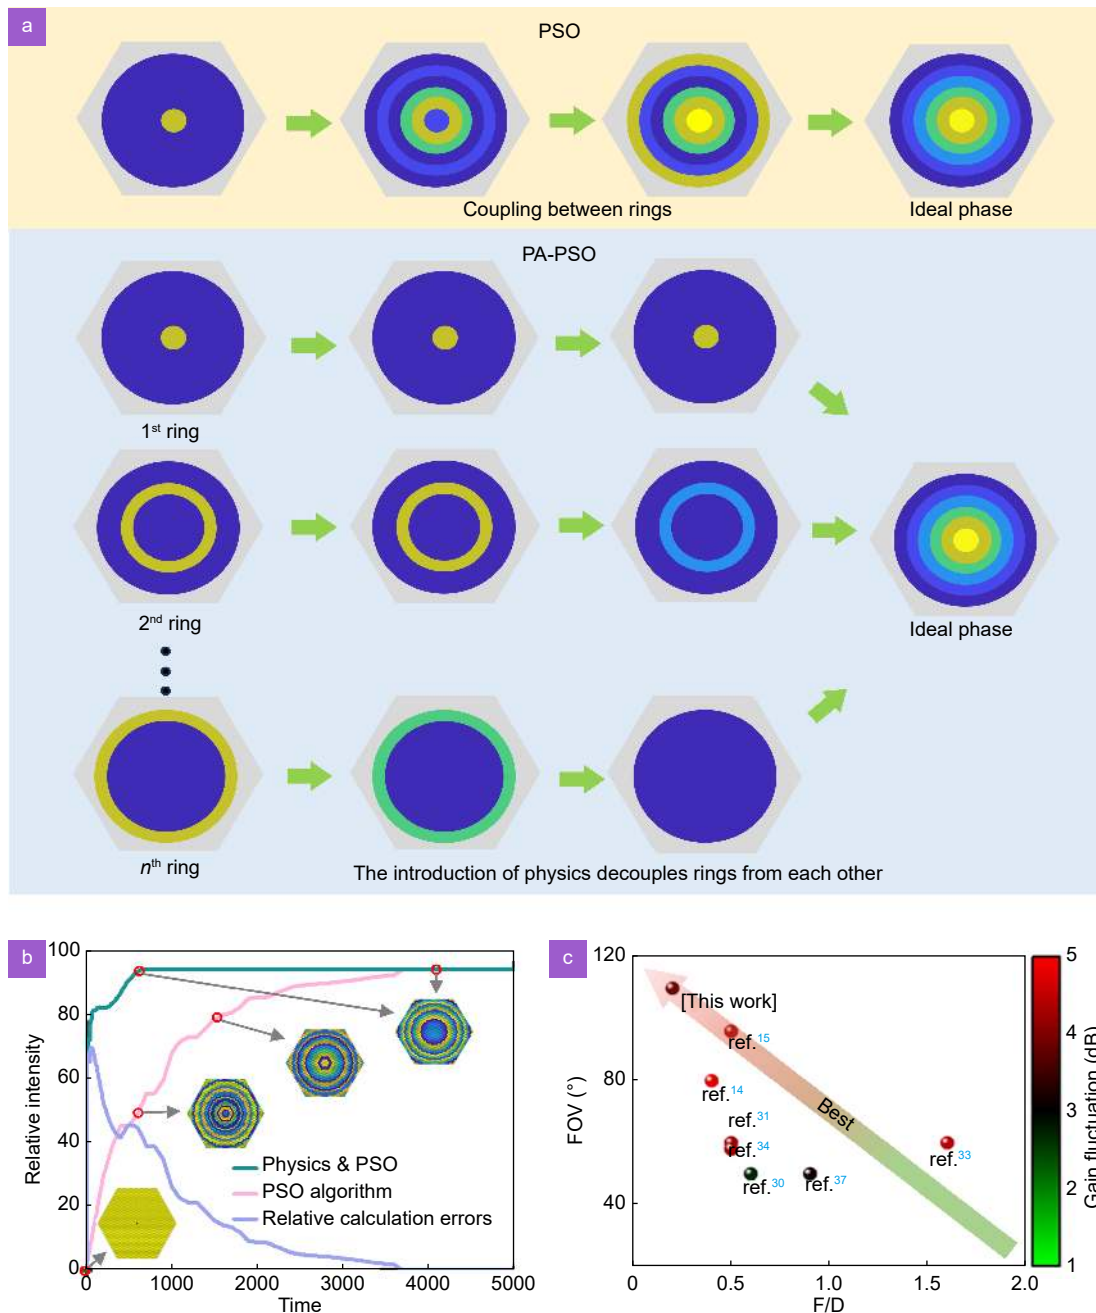 a
PSO
Coupling between rings
Ideal phase
PA-PSO
1st ring
2nd ring
Ideal phase
nth ring
The introduction of physics decouples rings from each other
b
100
80
60
40
20
0
Relative intensity
Physics & PSO
PSO algorithm
Relative calculation errors
0 1000 2000 3000 4000 5000
Time
c
120
80
40
FOV (°)
[This work]
ref.15
ref.14
ref.31
ref.34
ref.30
ref.37
ref.33
Best
0 0.5 1.0 1.5 2.0
F/D
5
4
3
2
1
Gain fluctuation (dB)